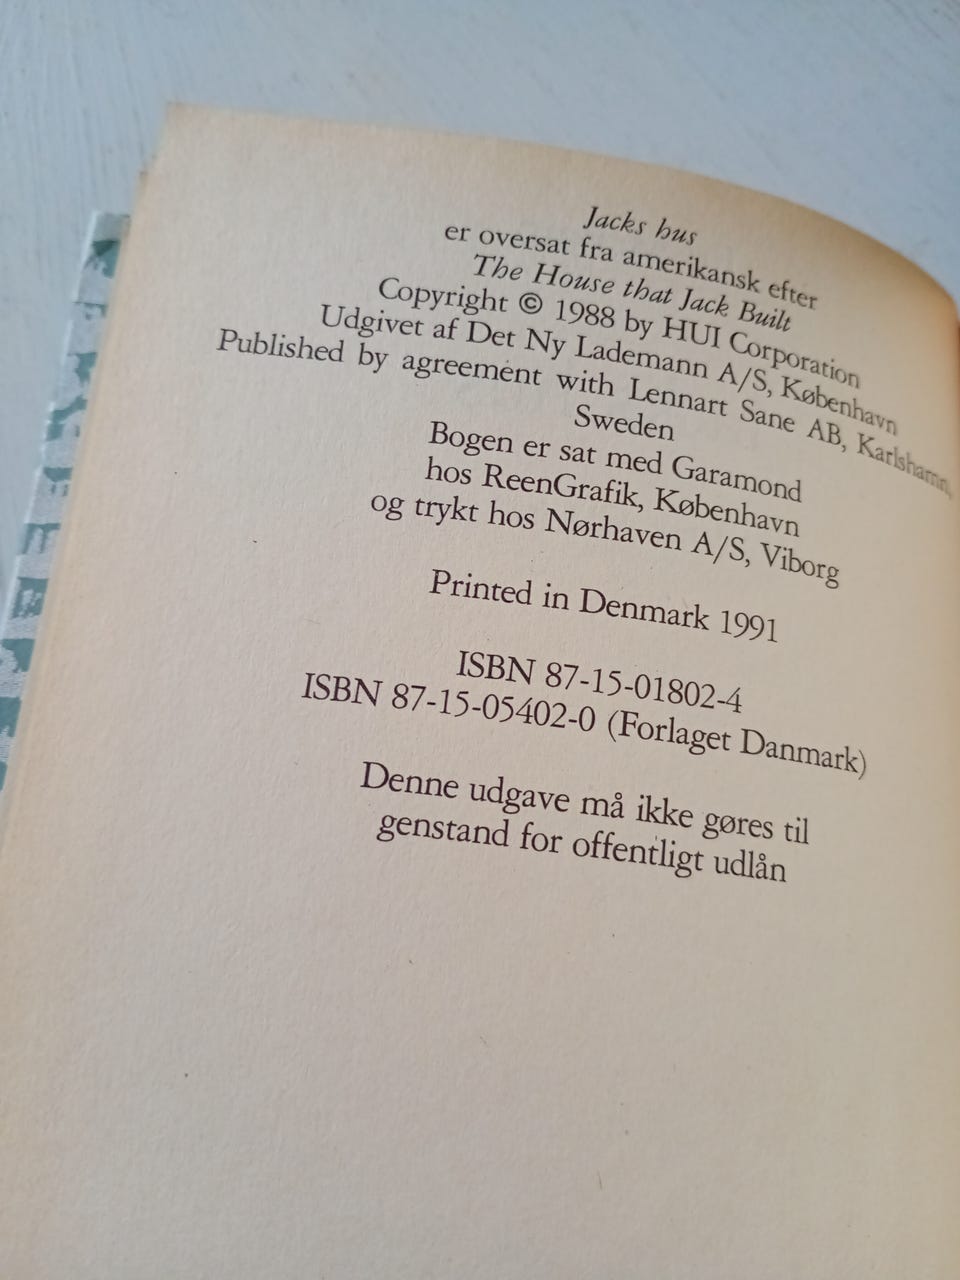 Jacks hus
er oversat fra amerikansk efter
The House that Jack Built
Copyright © 1988 by HUI Corporation
Udgivet af Det Ny Lademann A/S, København
Published by agreement with Lennart Sane AB, Karlshamn,
Sweden
Bogen er sat med Garamond
hos ReenGrafik, København
og trykt hos Nørhaven A/S, Viborg
Printed in Denmark 1991
ISBN 87-15-01802-4
ISBN 87-15-05402-0 (Forlaget Danmark)
Denne udgave må ikke gøres til
genstand for offentligt udlån